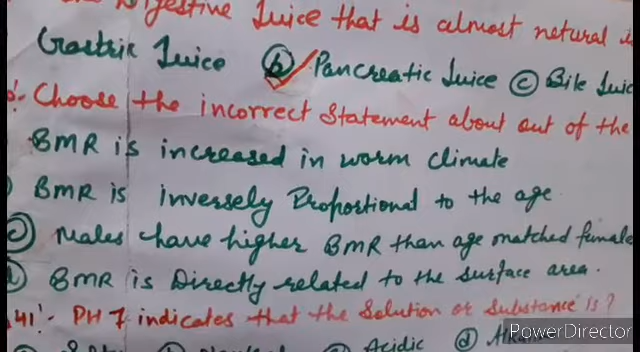 Digestive Juice that is almost netural
Gastric Juice (b) Pancreatic Juice (c) Bile Juic
Choose the incorrect Statement about out of the
BMR is increased in worm climate
BMR is inversely Proportional to the age
(c) Males have higher BMR than age matched female
BMR is Directly related to the surface area.
41:- PH 7 indicates that the Solution or Substance is?
Acidic (d)
PowerDirector